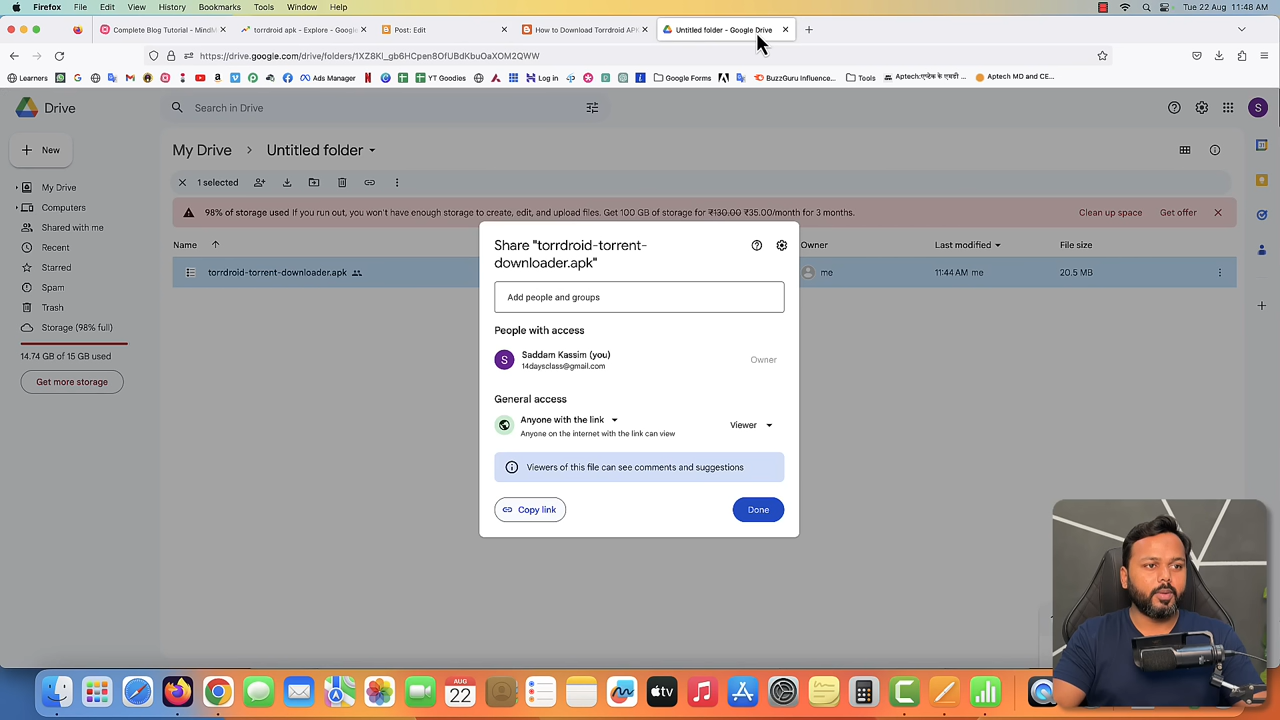 Firefox File Edit View History Bookmarks Tools Window Help
Tue 22 Aug 11:48 AM
Complete Blog Tutorial - MindM
torrdroid apk - Explore - Google
Post: Edit
How to Download Torrdroid AP
Untitled folder - Google Drive
https://drive.google.com/drive/folders/1XZ8KI_gb6HCpen8OfUBdKbuOaXOM2QWW
Learners
Ads Manager
YT Goodies
Log in
Google Forms
BuzzGuru Influence...
Tools
Aptech:एप्टेक के एमडी ...
Aptech MD and CE...
Drive
Search in Drive
S
New
My Drive
Untitled folder
1 selected
98% of storage used If you run out, you won't have enough storage to create, edit, and upload files. Get 100 GB of storage for ₹130.00 ₹35.00/month for 3 months.
Clean up space
Get offer
My Drive
Computers
Shared with me
Recent
Starred
Spam
Trash
Storage (98% full)
14.74 GB of 15 GB used
Get more storage
Name
Owner
Last modified
File size
torrdroid-torrent-downloader.apk
me
11:44 AM me
20.5 MB
Share "torrdroid-torrent-
downloader.apk"
Add people and groups
People with access
S
Saddam Kassim (you)
14daysclass@gmail.com
Owner
General access
Anyone with the link
Anyone on the internet with the link can view
Viewer
Viewers of this file can see comments and suggestions
Copy link
Done
AUG
22
tv